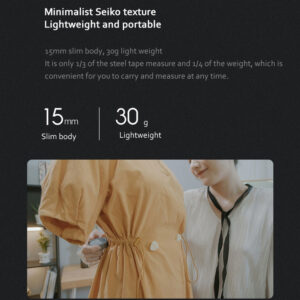 Minimalist Seiko texture
Lightweight and portable
15mm slim body, 30g light weight
It is only 1/3 of the steel tape measure and 1/4 of the weight, which is
convenient for you to carry and measure at any time.
15mm
30 g
Slim body
Lightweight